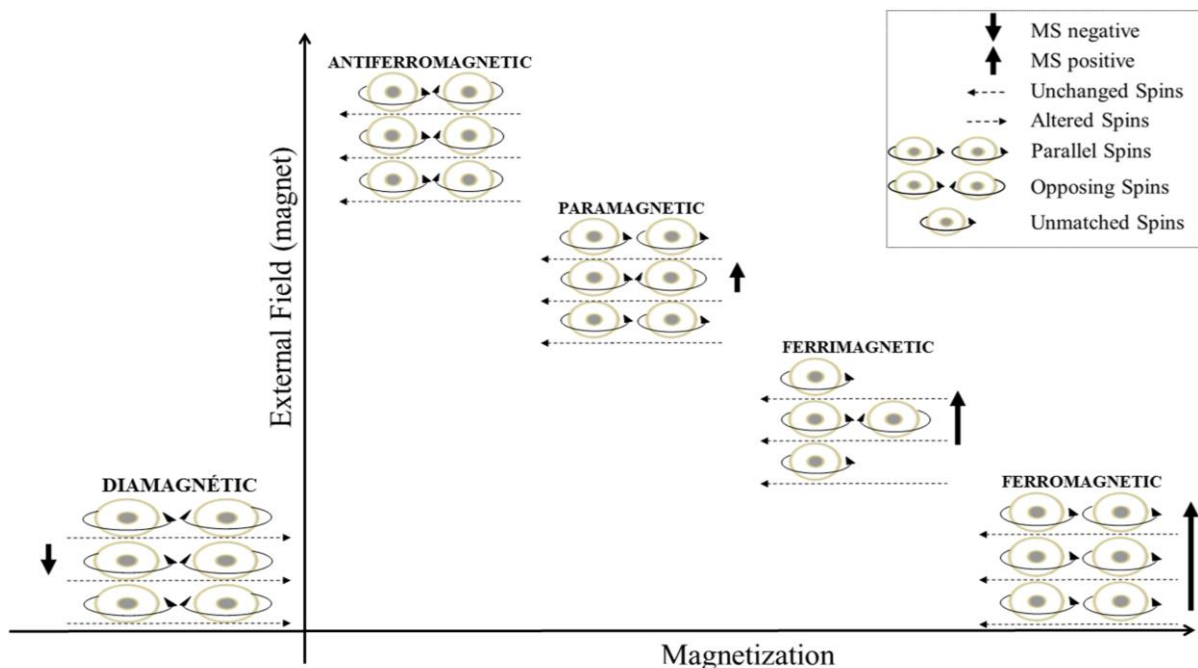 MS negative
MS positive
Unchanged Spins
Altered Spins
Parallel Spins
Opposing Spins
Unmatched Spins
ANTIFERROMAGNETIC
PARAMAGNETIC
FERRIMAGNETIC
DIAMAGNÉTIC
FERROMAGNETIC
External Field (magnet)
Magnetization